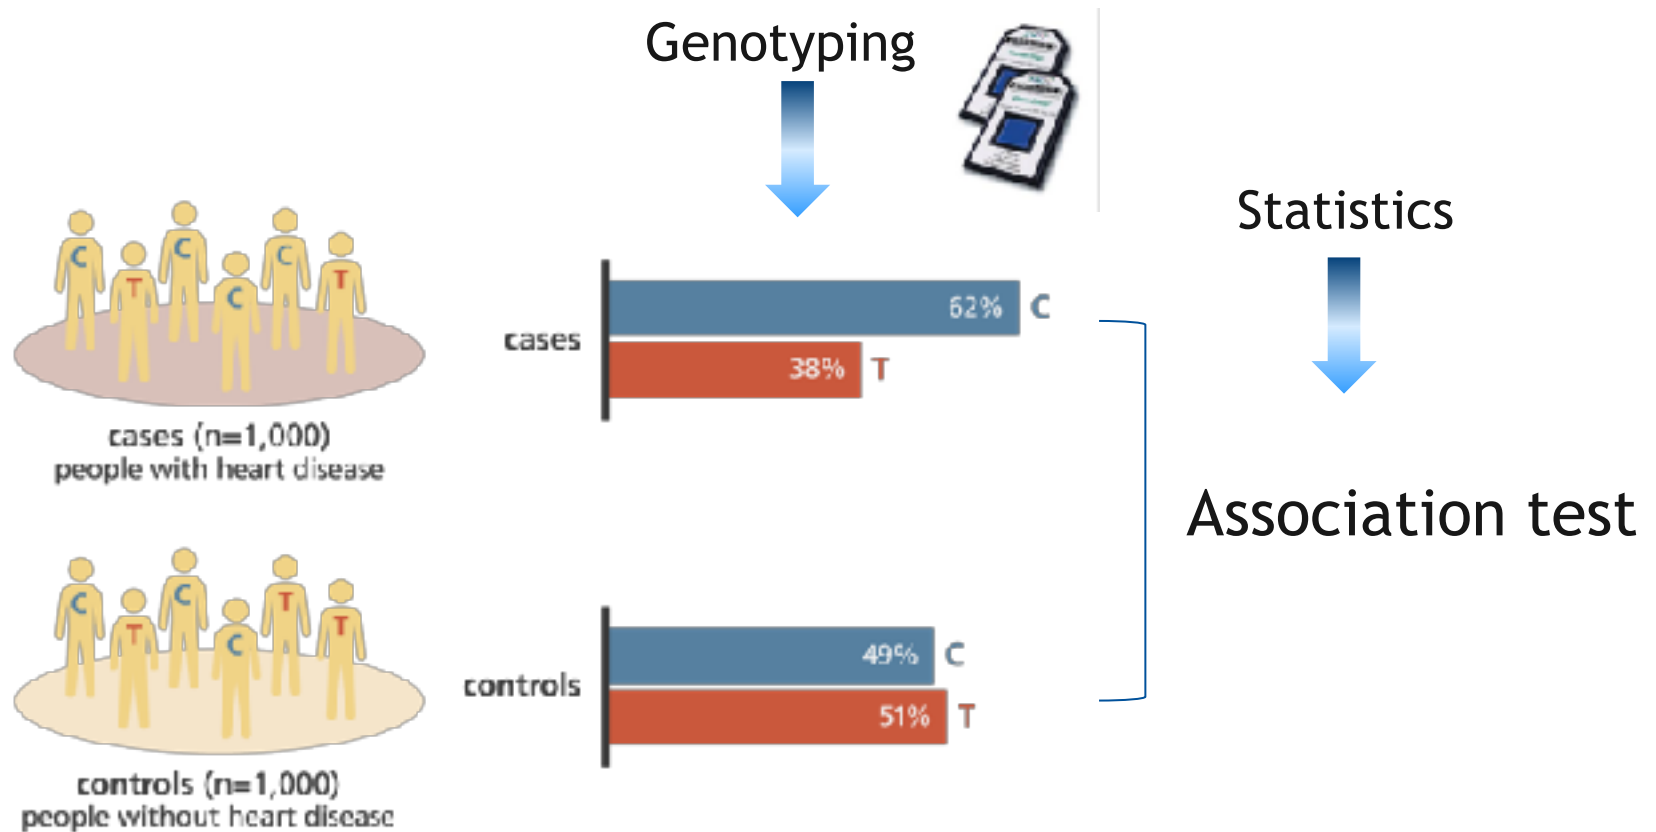 Genotyping
Statistics
C
T
C
C
C
T
cases (n=1,000)
people with heart disease
cases
62% C
38% T
Association test
C
T
C
C
T
T
controls (n=1,000)
people without heart disease
controls
49% C
51% T